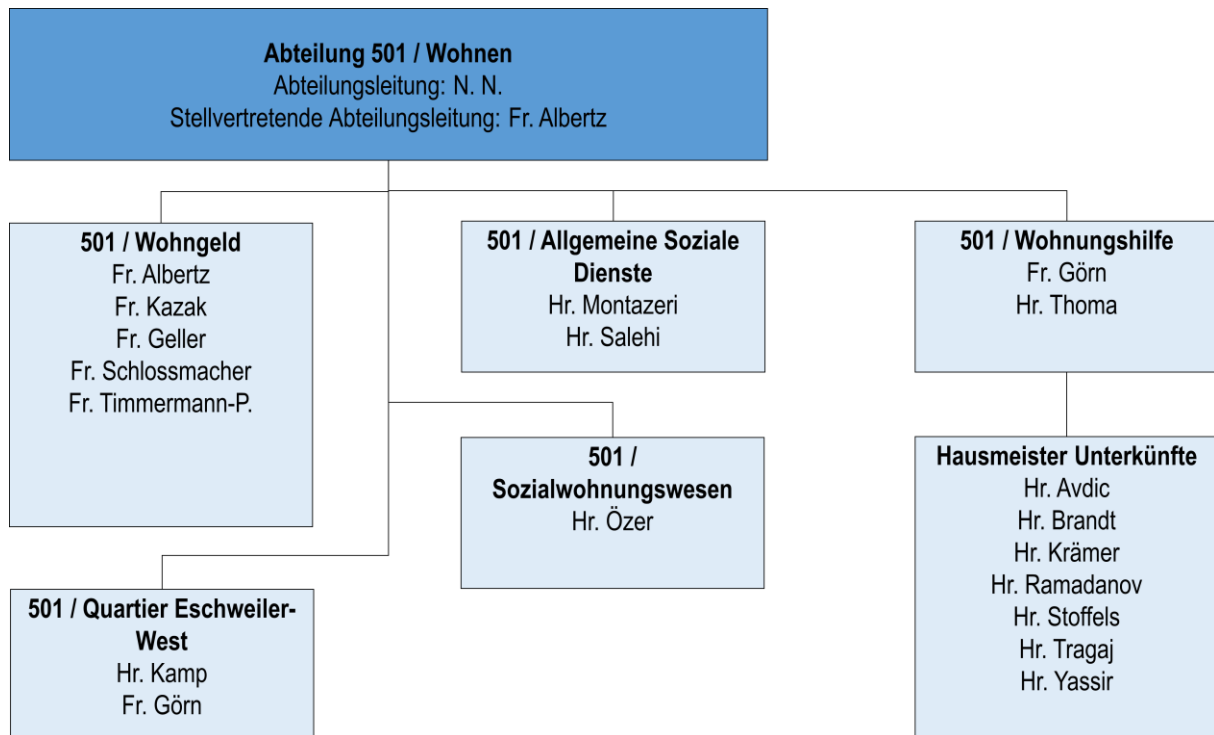 Abteilung 501 / Wohnen
Abteilungsleitung: N. N.
Stellvertretende Abteilungsleitung: Fr. Albertz
501 / Wohngeld
Fr. Albertz
Fr. Kazak
Fr. Geller
Fr. Schlossmacher
Fr. Timmermann-P.
501 / Allgemeine Soziale
Dienste
Hr. Montazeri
Hr. Salehi
501 / Wohnungshilfe
Fr. Görn
Hr. Thoma
501 /
Sozialwohnungswesen
Hr. Özer
Hausmeister Unterkünfte
Hr. Avdic
Hr. Brandt
Hr. Krämer
Hr. Ramadanov
Hr. Stoffels
Hr. Tragaj
Hr. Yassir
501 / Quartier Eschweiler-
West
Hr. Kamp
Fr. Görn